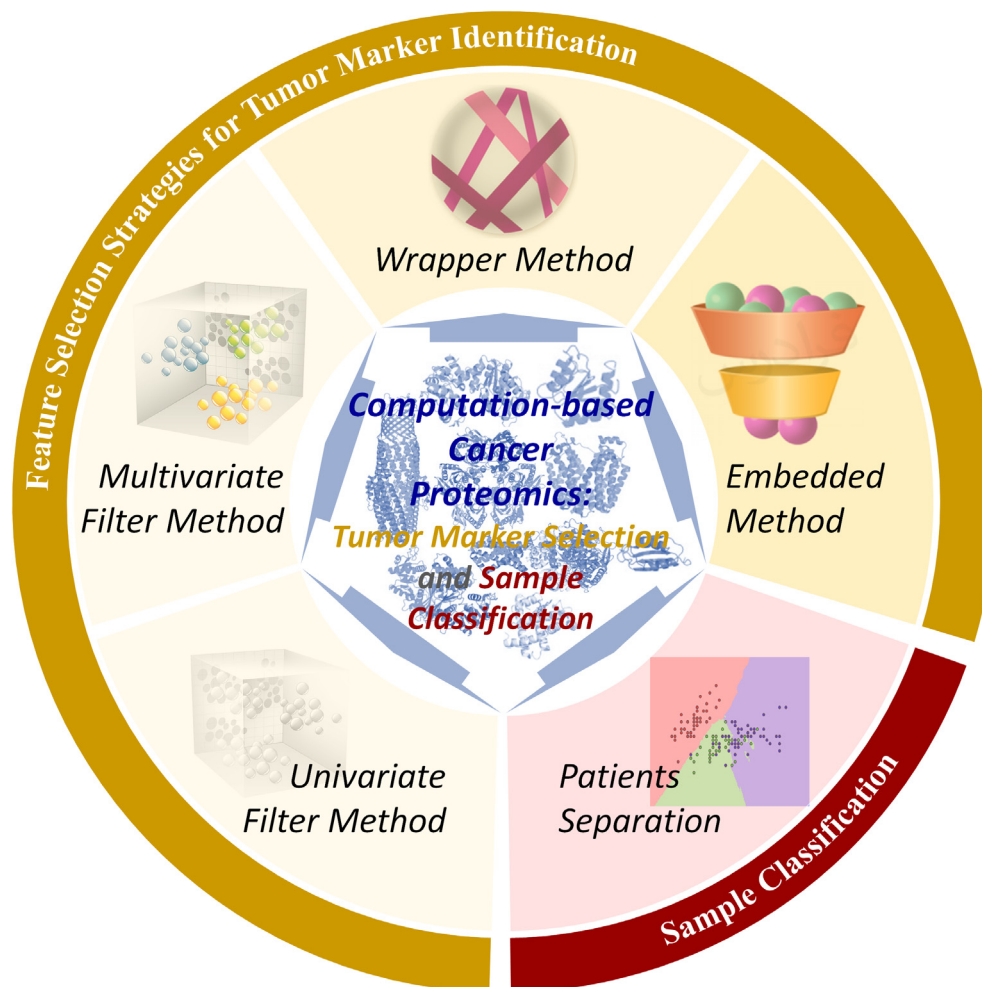 Feature Selection Strategies for Tumor Marker Identification
Wrapper Method
Multivariate
Filter Method
Embedded
Method
Computation-based
Cancer
Proteomics:
Tumor Marker Selection
and Sample
Classification
Univariate
Filter Method
Patients
Separation
Sample Classification